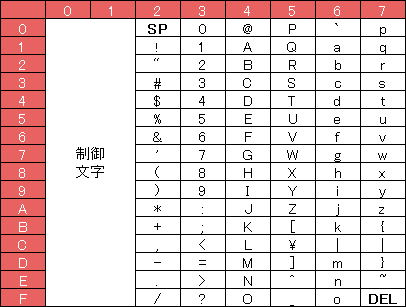 0 1 2 3 4 5 6 7
0 SP 0 @ P ` p
1 ! 1 A Q a q
2 " 2 B R b r
3 # 3 C S c s
4 $ 4 D T d t
5 % 5 E U e u
6 & 6 F V f v
7 制御 ' 7 G W g w
8 文字 ( 8 H X h x
9 ) 9 I Y i y
A * : J Z j z
B + ; K [ k {
C , < L ¥ | |
D - = M ] m }
E . > N ^ n ~
F / ? O _ o DEL